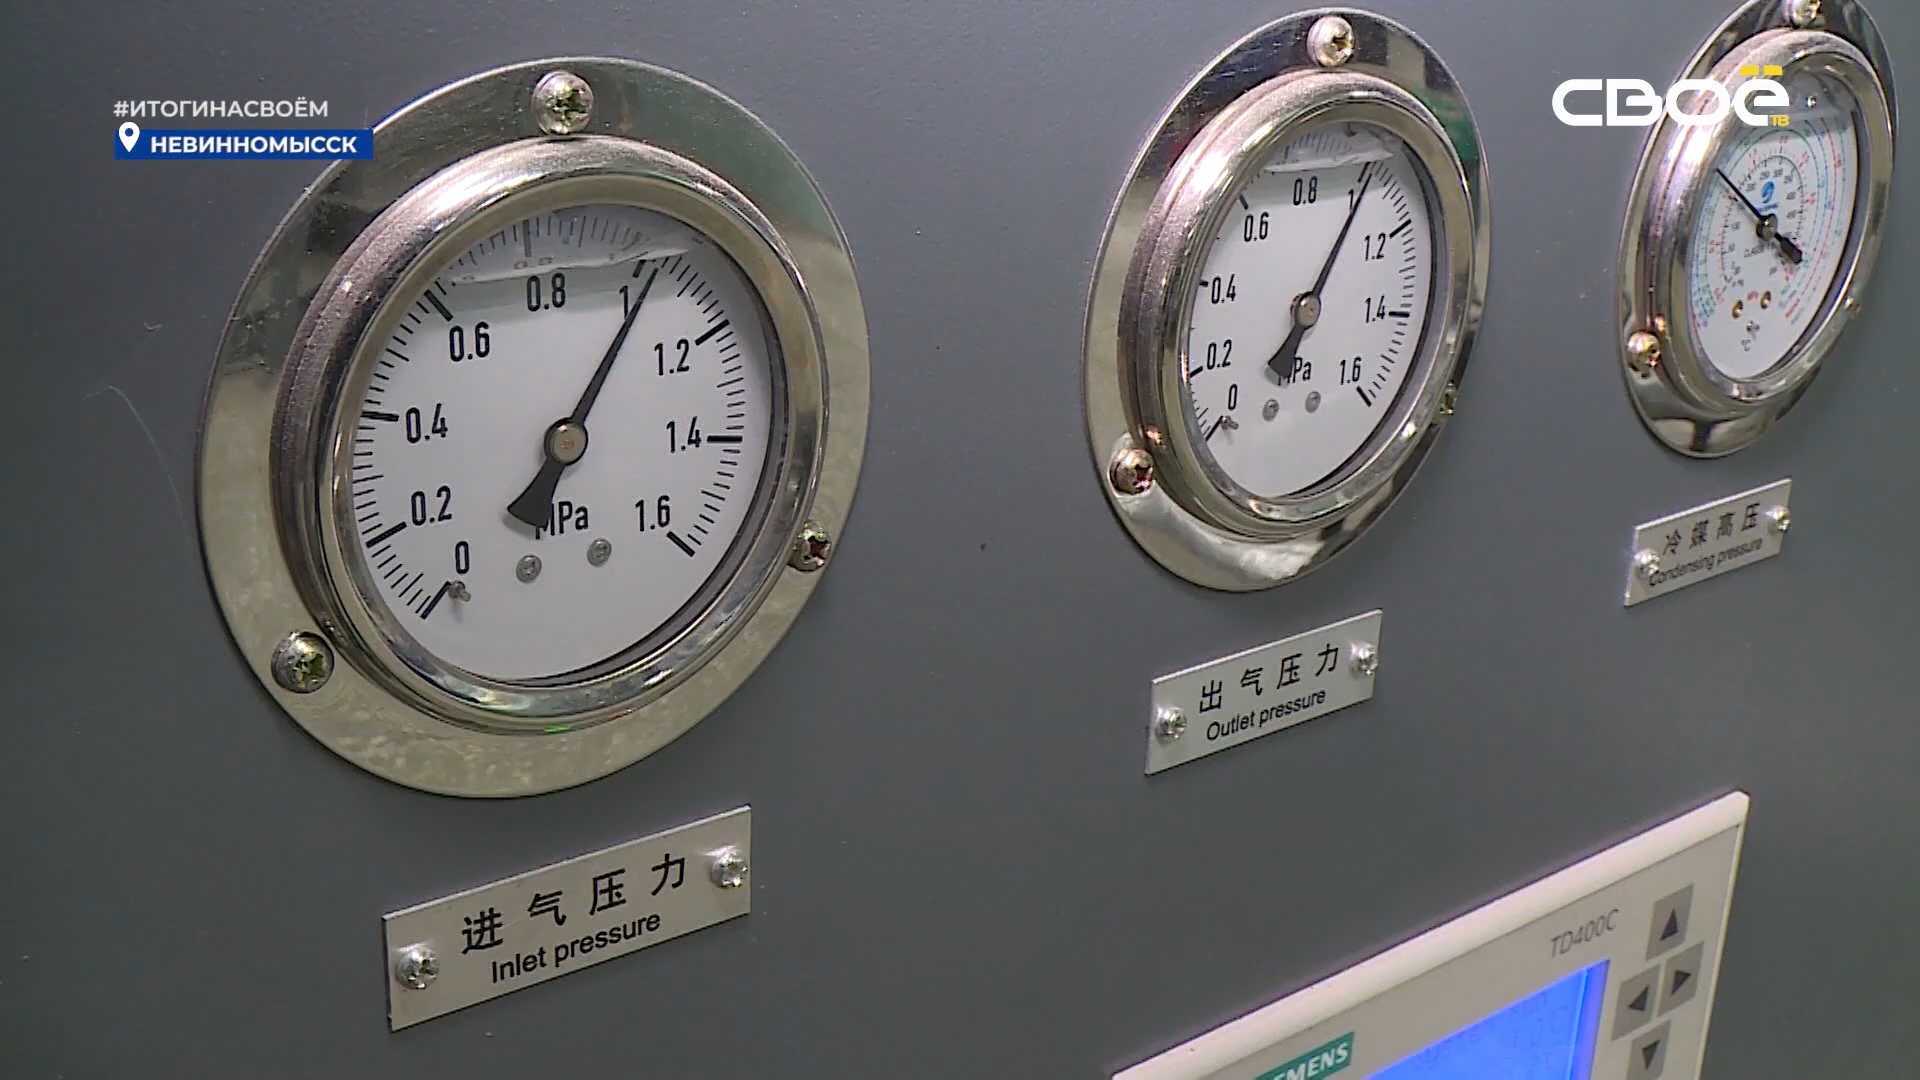 #ИТОГИНАСВОЁМ
НЕВИННОМЫССК
СВОЁ
ТВ
0
0.2
0.4
0.6
0.8
1
1.2
1.4
1.6
MPa
进气压力
Inlet pressure
0
0.2
0.4
0.6
0.8
1
1.2
1.4
1.6
MPa
出气压力
Outlet pressure
冷媒高压
Condensing pressure
TD400C